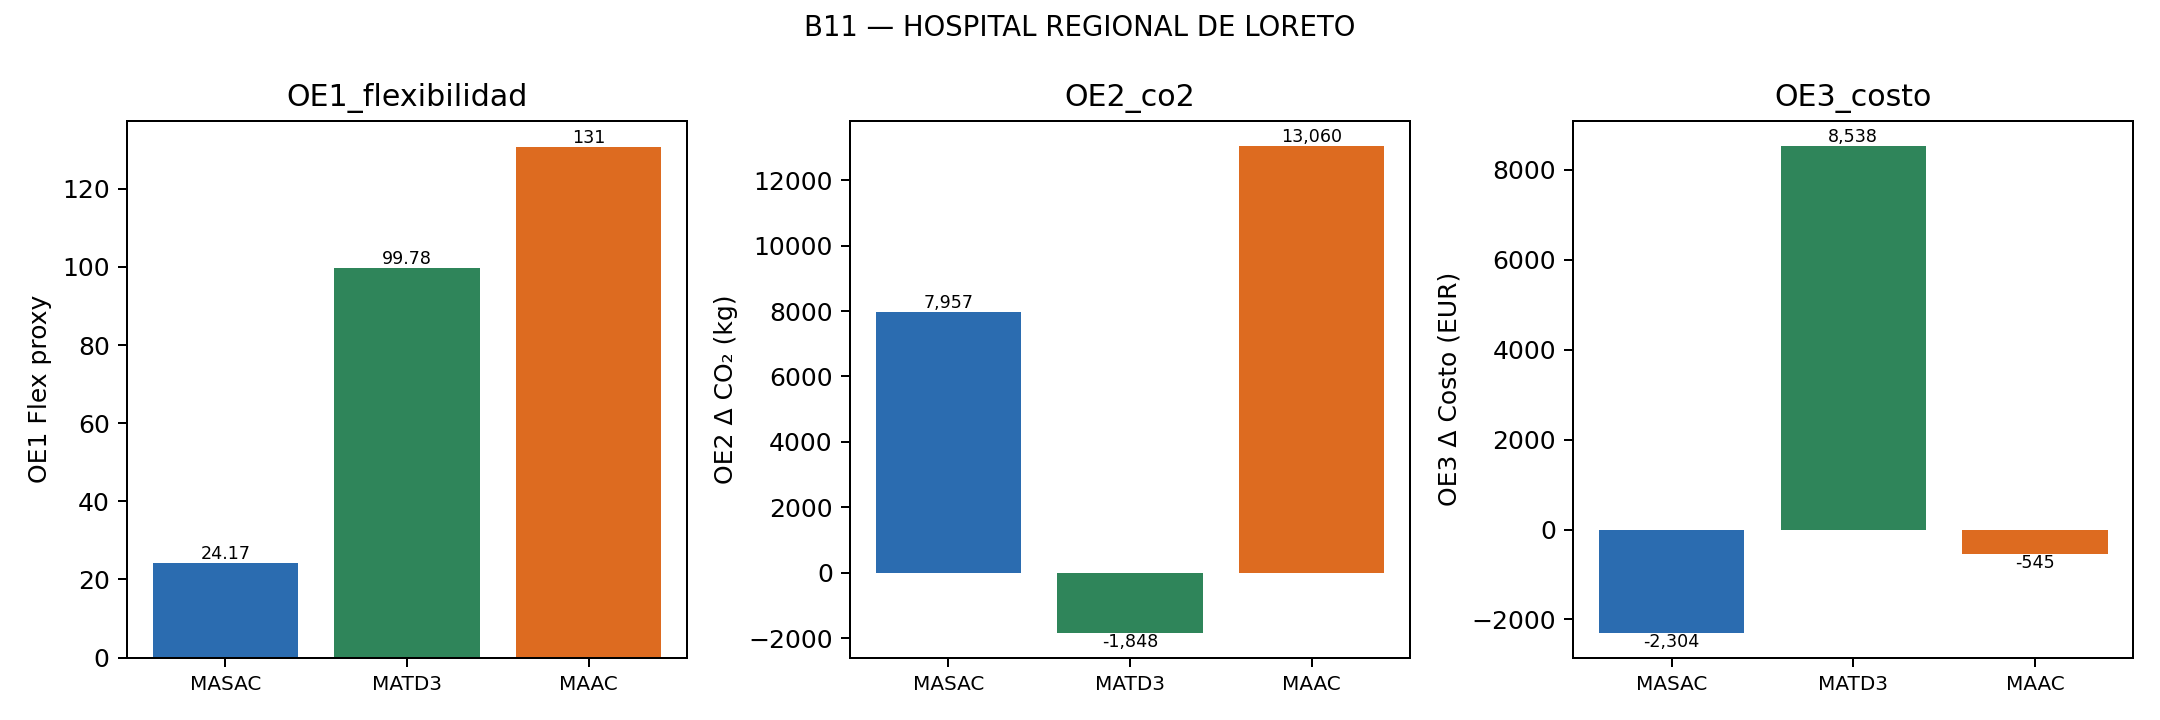 B11 — HOSPITAL REGIONAL DE LORETO
OE1_flexibilidad
OE1 Flex proxy
120
100
80
60
40
20
0
24.17
99.78
131
MASAC
MATD3
MAAC
OE2_co2
OE2 Δ CO₂ (kg)
12000
10000
8000
6000
4000
2000
0
−2000
7,957
-1,848
13,060
MASAC
MATD3
MAAC
OE3_costo
OE3 Δ Costo (EUR)
8000
6000
4000
2000
0
−2000
-2,304
8,538
-545
MASAC
MATD3
MAAC